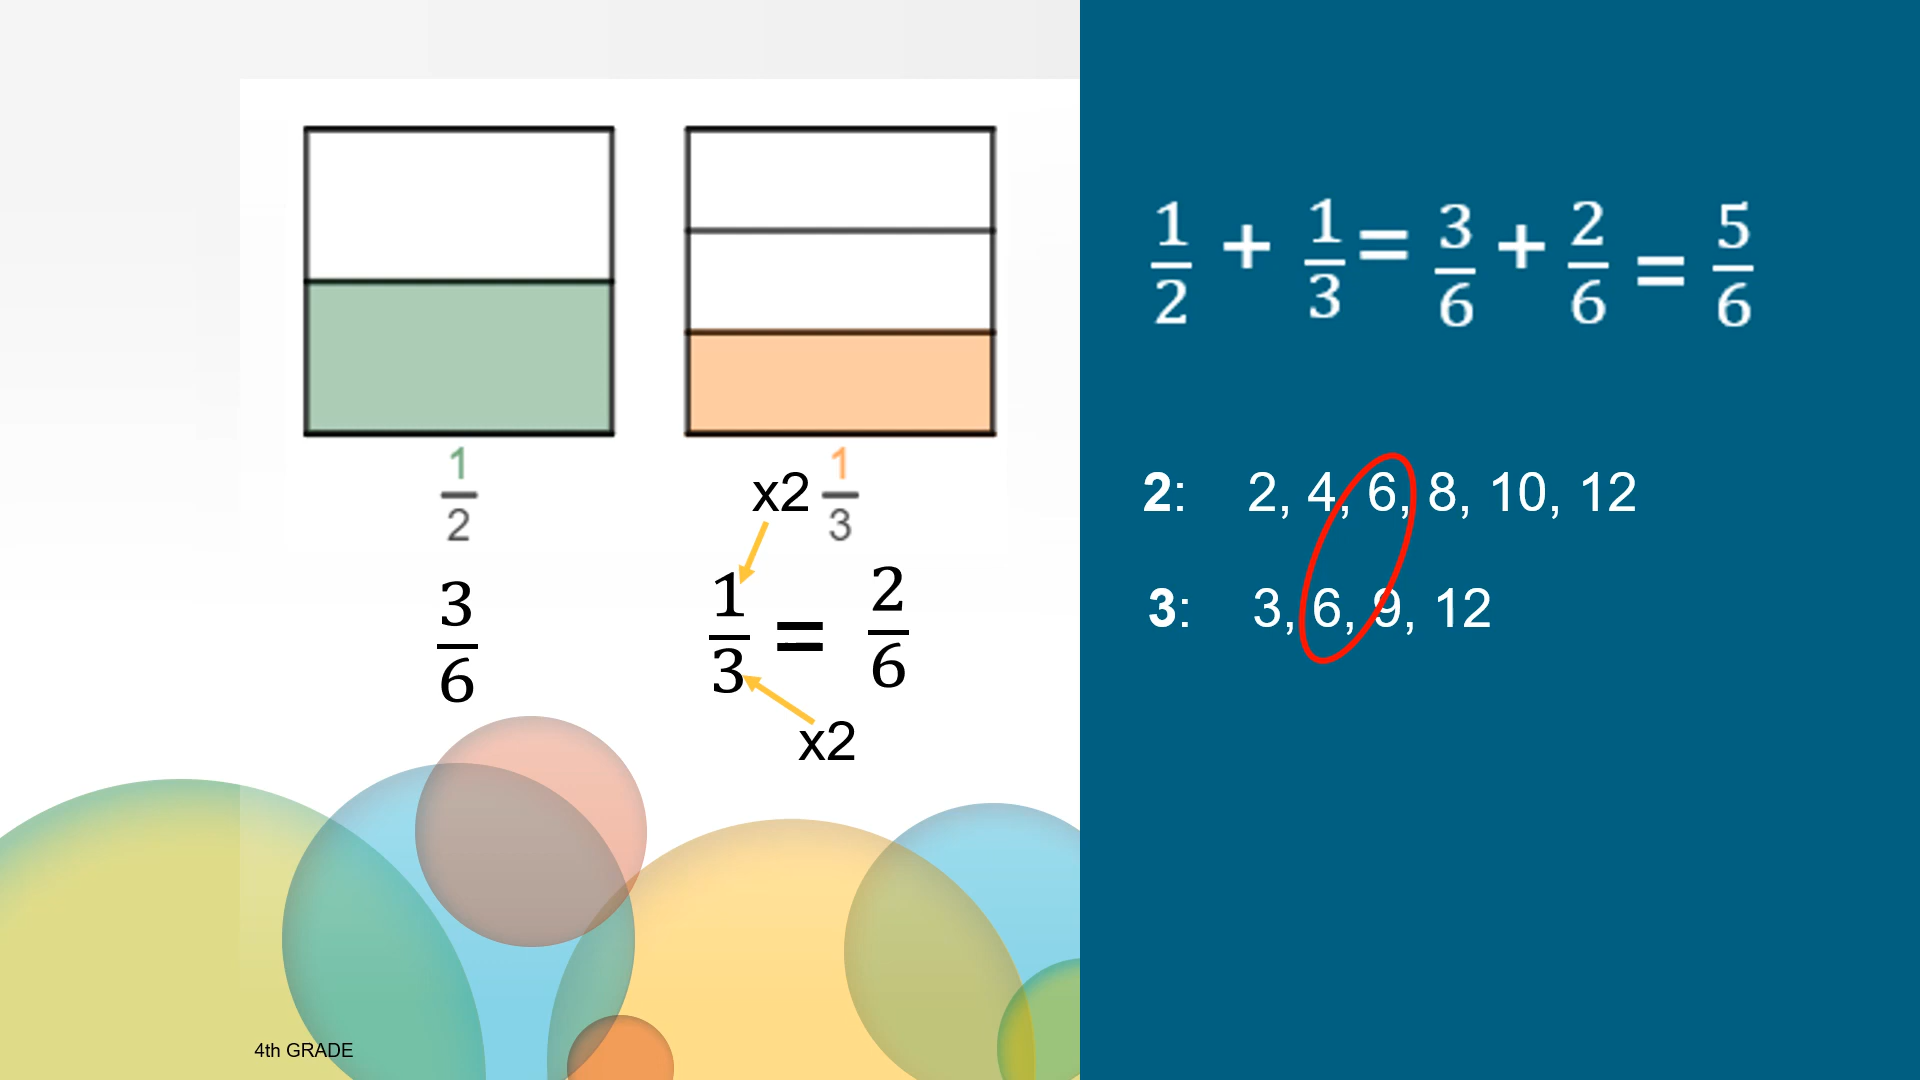 1/2
x2 1/3
3/6
1/3 = 2/6
x2
4th GRADE
1/2 + 1/3 = 3/6 + 2/6 = 5/6
2: 2, 4, 6, 8, 10, 12
3: 3, 6, 9, 12